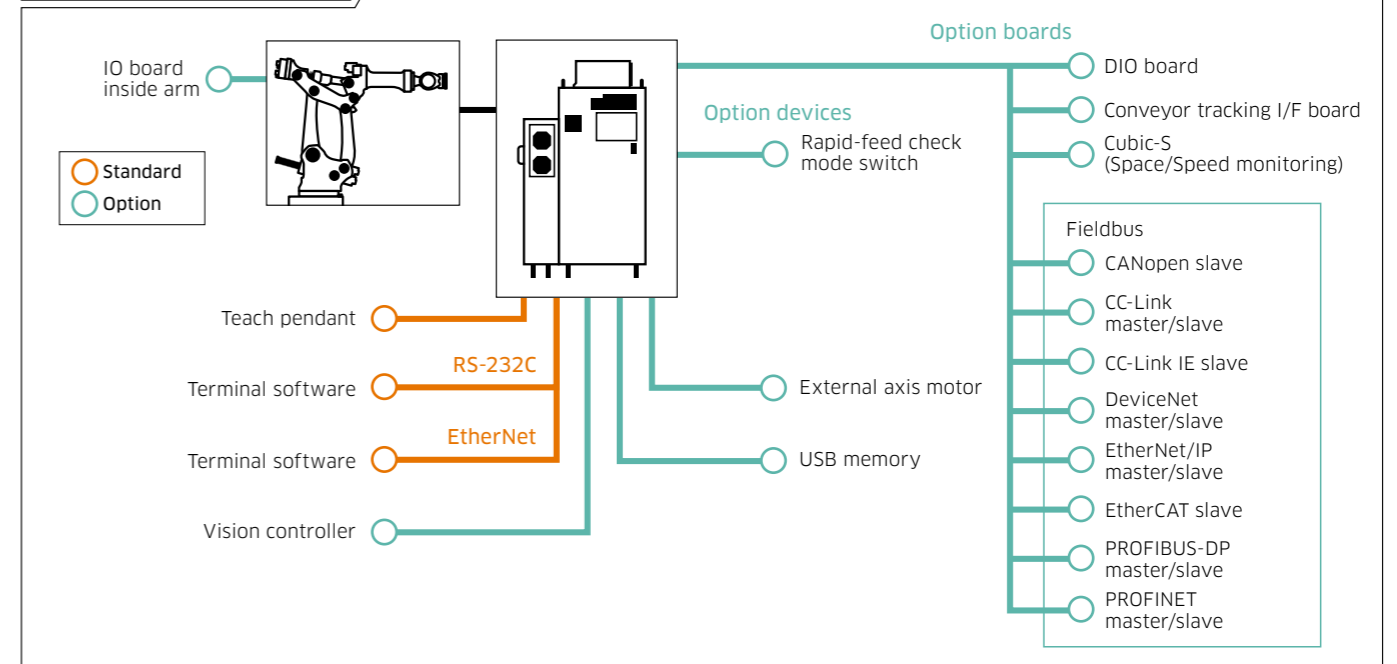 IO board
inside arm
Standard
Option
Teach pendant
RS-232C
Terminal software
EtherNet
Terminal software
Vision controller
Option devices
Rapid-feed check
mode switch
External axis motor
USB memory
Option boards
DIO board
Conveyor tracking I/F board
Cubic-S
(Space/Speed monitoring)
Fieldbus
CANopen slave
CC-Link
master/slave
CC-Link IE slave
DeviceNet
master/slave
EtherNet/IP
master/slave
EtherCAT slave
PROFIBUS-DP
master/slave
PROFINET
master/slave